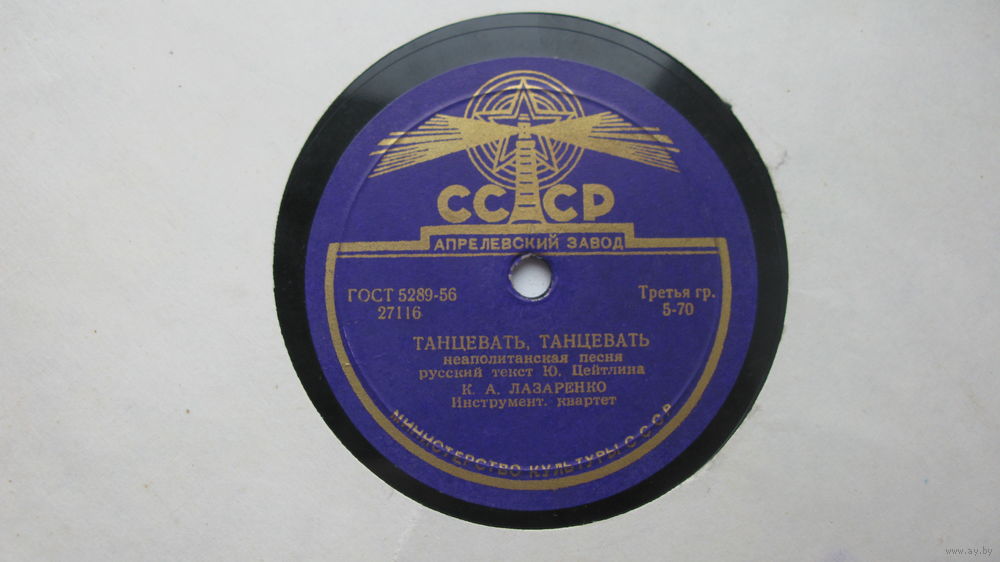 СССР
АПРЕЛЕВСКИЙ ЗАВОД
ГОСТ 5289-56
27116
Третья гр.
5-70
ТАНЦЕВАТЬ, ТАНЦЕВАТЬ
неаполитанская песня
русский текст Ю. Цейтлина
К. А. ЛАЗАРЕНКО
Инструмент. квартет
МИНИСТЕРСТВО КУЛЬТУРЫ СССР
www.ay.by